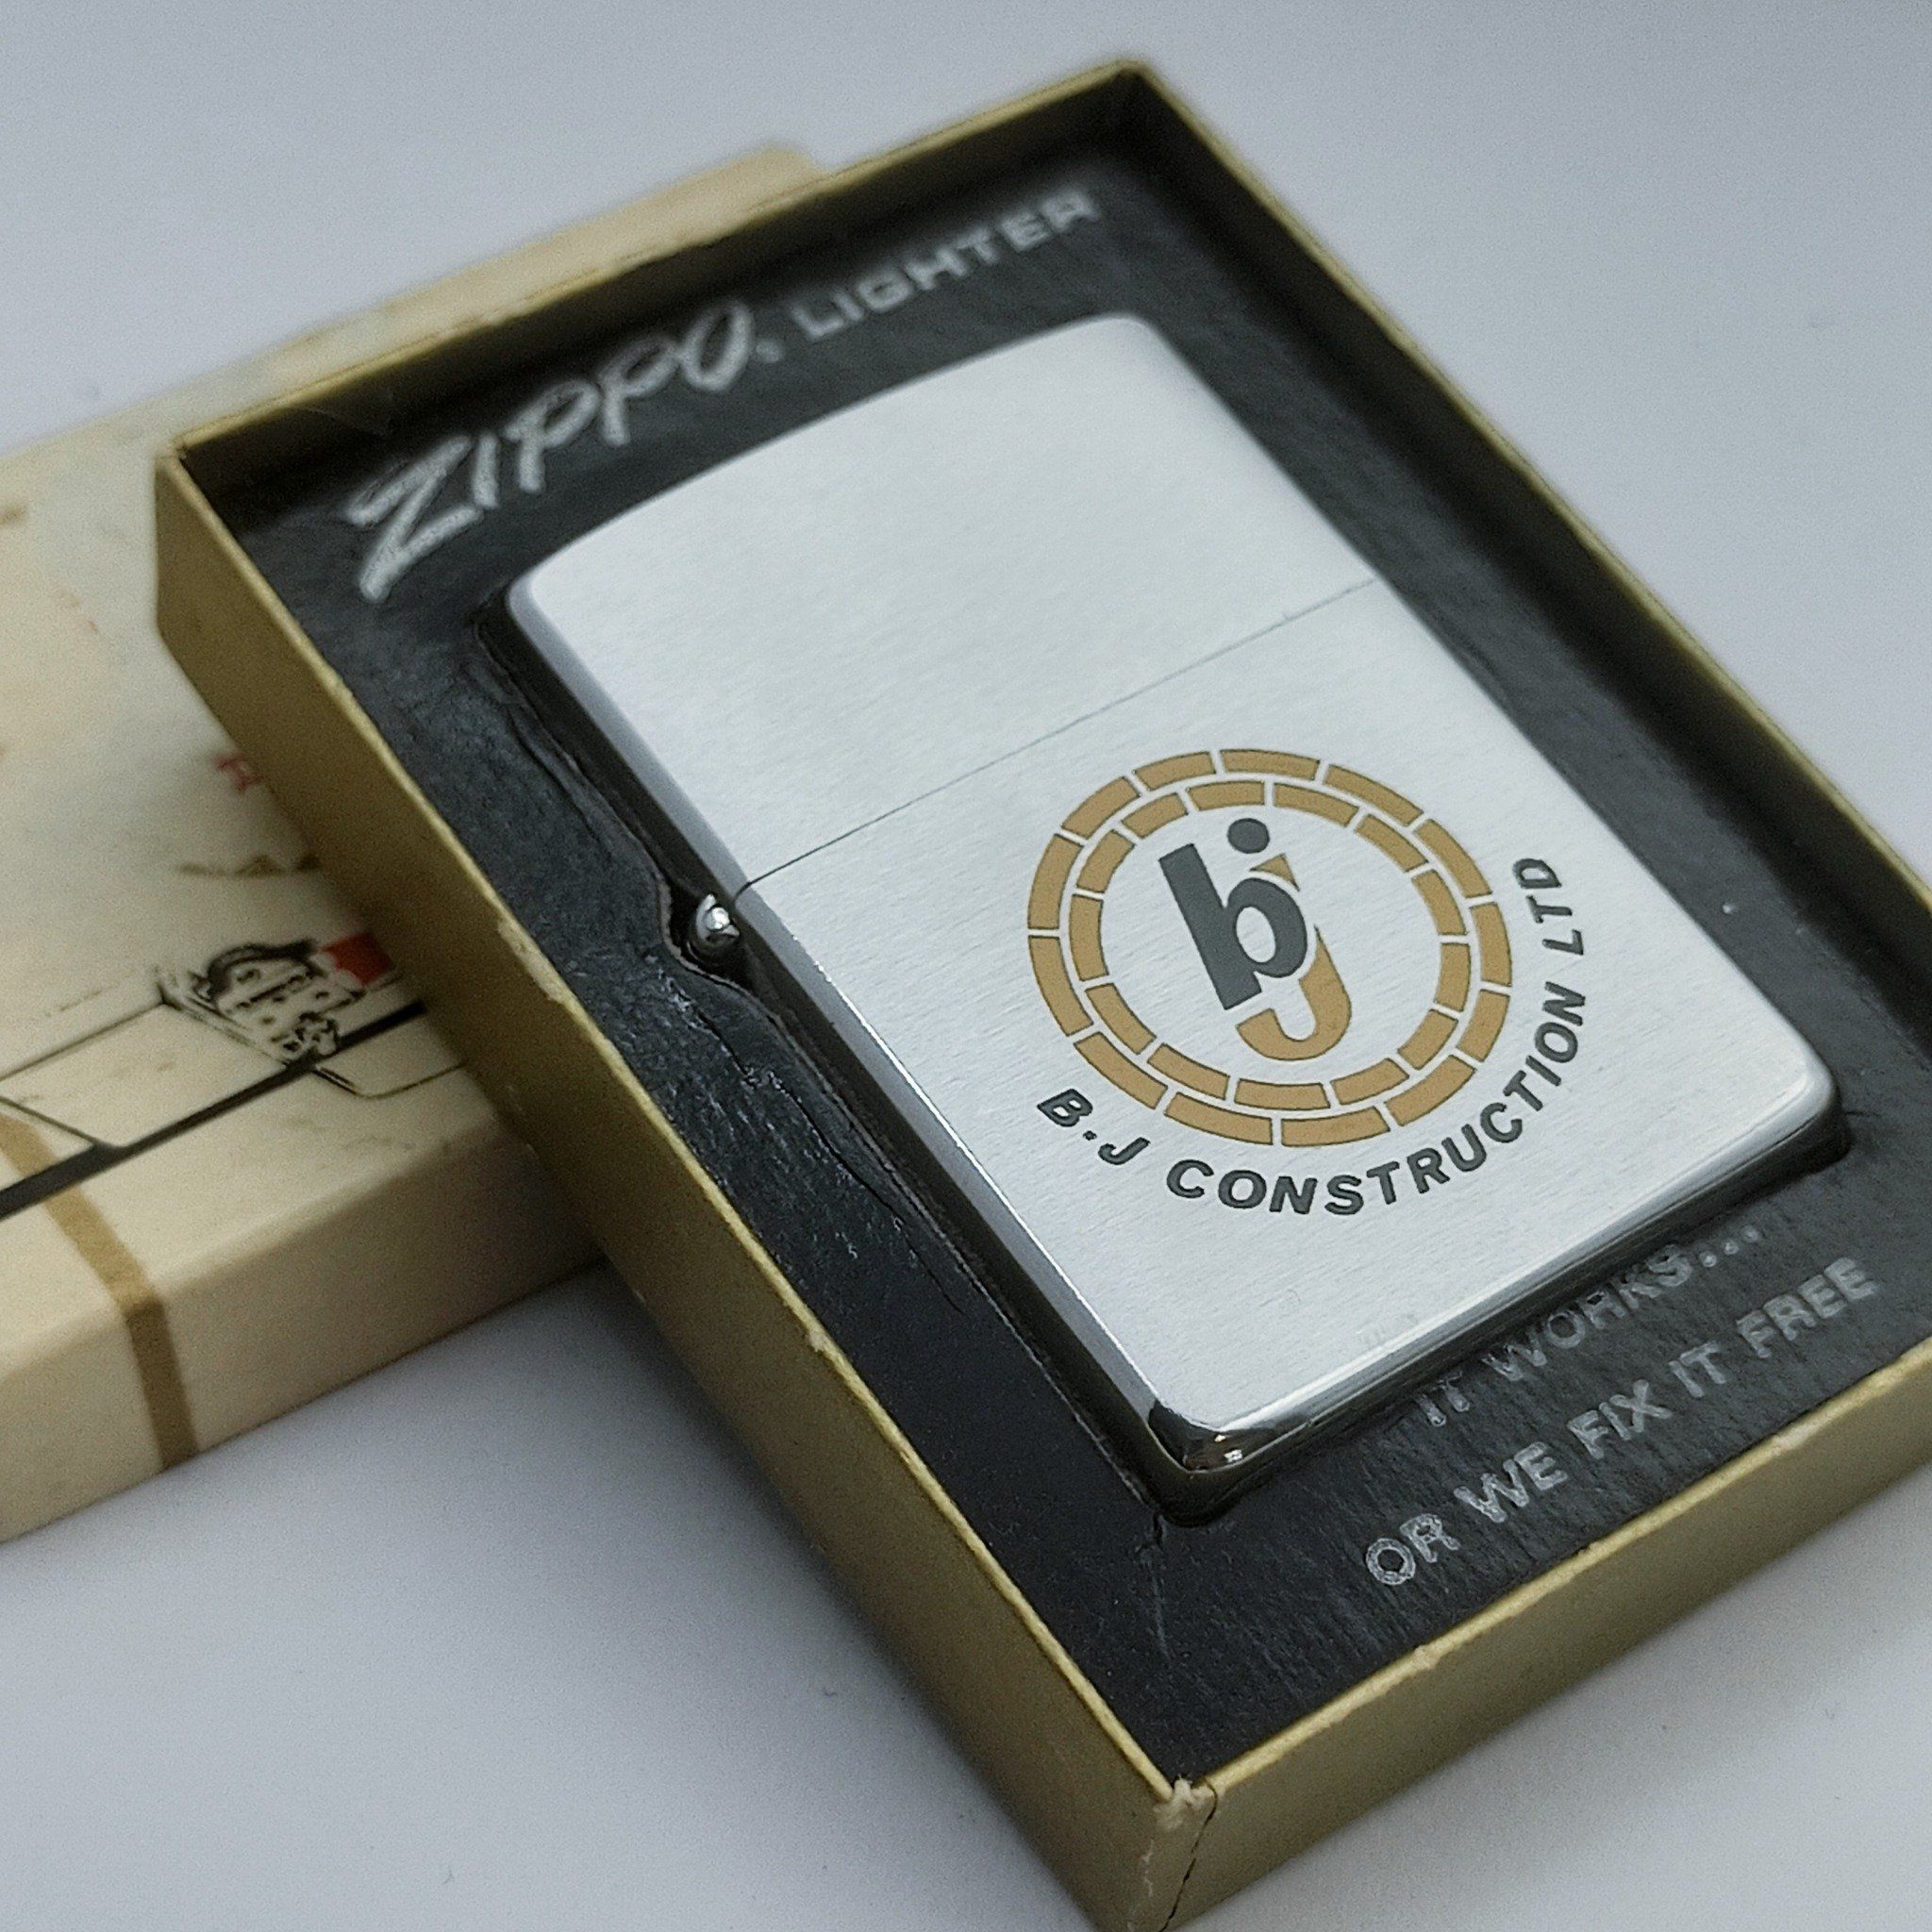 ZIPPO® LIGHTER
bj
B.J CONSTRUCTION LTD
IT WORKS...
OR WE FIX IT FREE